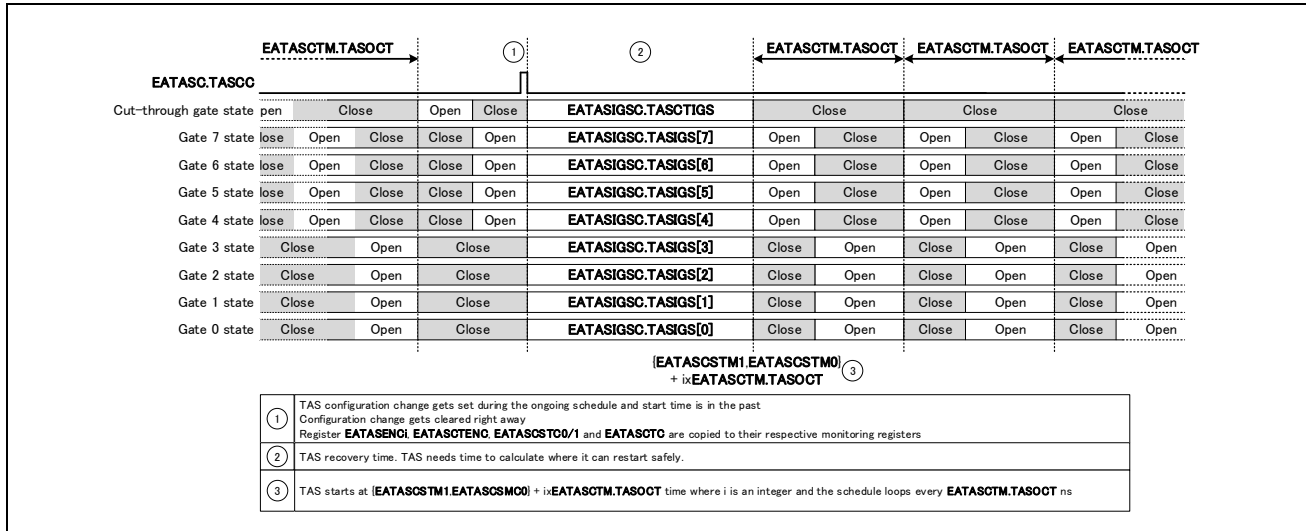 EATASCTM.TASOCT 1 2 EATASCTM.TASOCT EATASCTM.TASOCT EATASCTM.TASOCT
EATASC.TASCC
Cut-through gate state pen Close Open Close EATASIGSC.TASCTIGS Close Close Close
Gate 7 state lose Open Close Close Open EATASIGSC.TASIGS[7] Open Close Open Close Open Close
Gate 6 state lose Open Close Close Open EATASIGSC.TASIGS[6] Open Close Open Close Open Close
Gate 5 state lose Open Close Close Open EATASIGSC.TASIGS[5] Open Close Open Close Open Close
Gate 4 state lose Open Close Close Open EATASIGSC.TASIGS[4] Open Close Open Close Open Close
Gate 3 state Close Open Close EATASIGSC.TASIGS[3] Close Open Close Open Close Open
Gate 2 state Close Open Close EATASIGSC.TASIGS[2] Close Open Close Open Close Open
Gate 1 state Close Open Close EATASIGSC.TASIGS[1] Close Open Close Open Close Open
Gate 0 state Close Open Close EATASIGSC.TASIGS[0] Close Open Close Open Close Open
{EATASCSTM1,EATASCSTM0}
+ ixEATASCTM.TASOCT 3
1 TAS configuration change gets set during the ongoing schedule and start time is in the past
Configuration change gets cleared right away
Register EATASENCi, EATASCTENC, EATASCSTC0/1 and EATASCTC are copied to their respective monitoring registers
2 TAS recovery time. TAS needs time to calculate where it can restart safely.
3 TAS starts at {EATASCSTM1,EATASCSMC0} + ixEATASCTM.TASOCT time where i is an integer and the schedule loops every EATASCTM.TASOCT ns